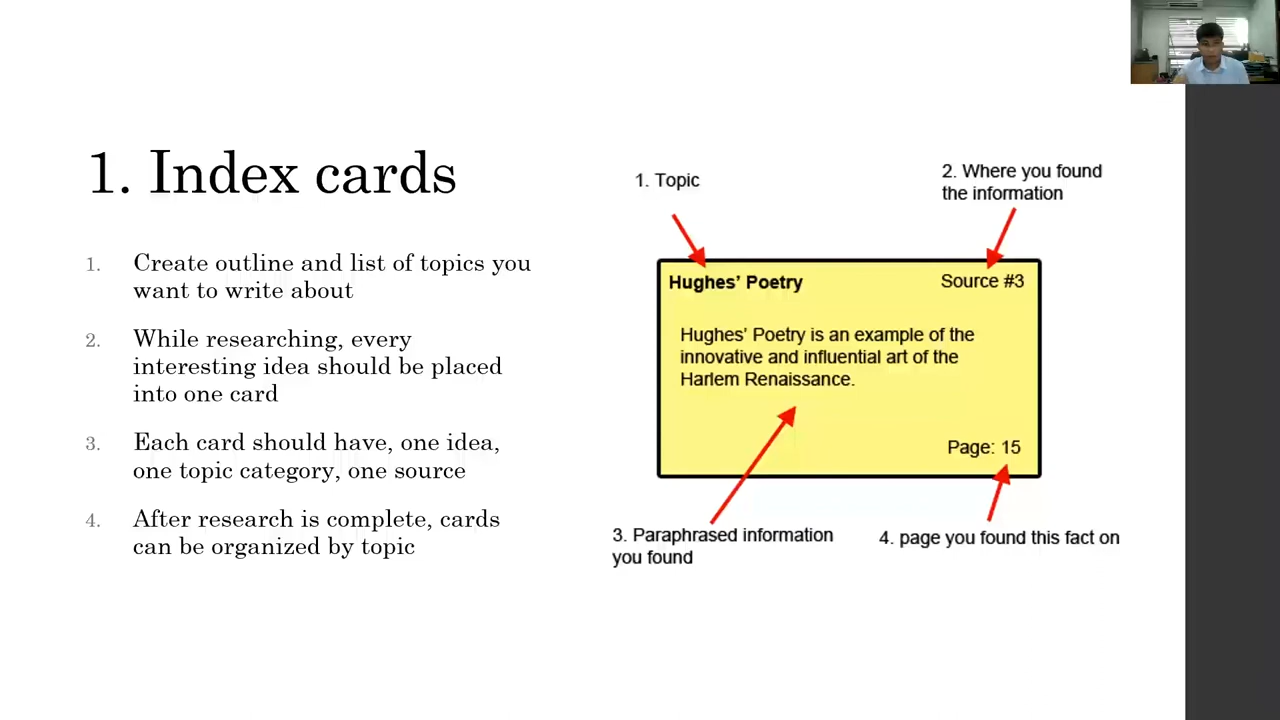 1. Index cards
1. Create outline and list of topics you
want to write about
2. While researching, every
interesting idea should be placed
into one card
3. Each card should have, one idea,
one topic category, one source
4. After research is complete, cards
can be organized by topic
1. Topic
2. Where you found
the information
Hughes' Poetry
Source #3
Hughes' Poetry is an example of the
innovative and influential art of the
Harlem Renaissance.
Page: 15
3. Paraphrased information
you found
4. page you found this fact on